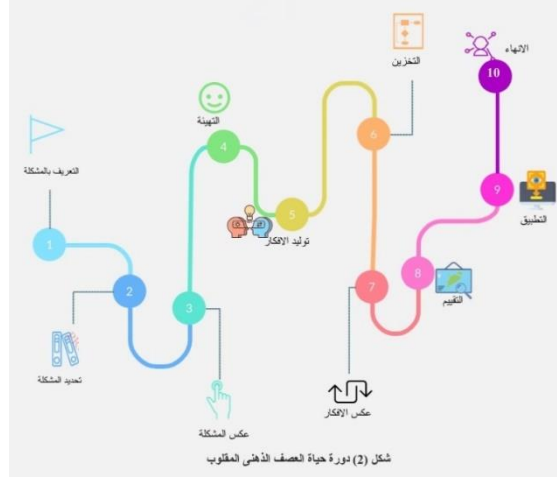 1
التعريف بالمشكلة
2
تحديد المشكلة
3
عكس المشكلة
4
التهيئة
5
توليد الافكار
6
التخزين
7
عكس الافكار
8
التقييم
9
التطبيق
10
الانهاء
شكل (2) دورة حياة العصف الذهنى المقلوب